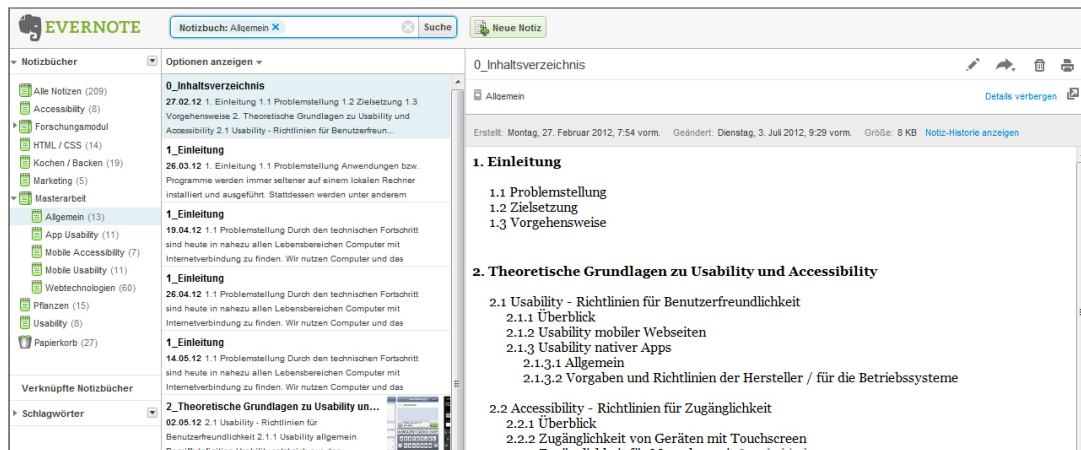 EVERNOTE
Notizbuch: Allgemein
Suche
Neue Notiz
Notizbücher
Alle Notizen (209)
Accessibility (8)
Forschungsmodul
HTML / CSS (14)
Kochen / Backen (19)
Marketing (5)
Masterarbeit
Allgemein (13)
App Usability (11)
Mobile Accessibility (7)
Mobile Usability (11)
Webtechnologien (60)
Pflanzen (15)
Usability (8)
Papierkorb (27)
Verknüpfte Notizbücher
Schlagwörter
Optionen anzeigen
0_Inhaltsverzeichnis
27.02.12 1. Einleitung 1.1 Problemstellung 1.2 Zielsetzung 1.3
Vorgehensweise 2. Theoretische Grundlagen zu Usability und
Accessibility 2.1 Usability - Richtlinien für Benutzerfreun...
1_Einleitung
26.03.12 1. Einleitung 1.1 Problemstellung Anwendungen bzw.
Programme werden immer seltener auf einem lokalen Rechner
installiert und ausgeführt. Stattdessen werden unter anderem
1_Einleitung
19.04.12 1.1 Problemstellung Durch den technischen Fortschritt
sind heute in nahezu allen Lebensbereichen Computer mit
Internetverbindung zu finden. Wir nutzen Computer und das
1_Einleitung
26.04.12 1.1 Problemstellung Durch den technischen Fortschritt
sind heute in nahezu allen Lebensbereichen Computer mit
Internetverbindung zu finden. Wir nutzen Computer und das
1_Einleitung
14.05.12 1.1 Problemstellung Durch den technischen Fortschritt
sind heute in nahezu allen Lebensbereichen Computer mit
Internetverbindung zu finden. Wir nutzen Computer und das
2_Theoretische Grundlagen zu Usability un...
02.05.12 2.1 Usability - Richtlinien für
Benutzerfreundlichkeit 2.1.1 Usability allgemein
0_Inhaltsverzeichnis
Allgemein
Details verbergen
Erstellt: Montag, 27. Februar 2012, 7:54 vorm. Geändert: Dienstag, 3. Juli 2012, 9:29 vorm. Größe: 8 KB Notiz-Historie anzeigen
1. Einleitung
1.1 Problemstellung
1.2 Zielsetzung
1.3 Vorgehensweise
2. Theoretische Grundlagen zu Usability und Accessibility
2.1 Usability - Richtlinien für Benutzerfreundlichkeit
2.1.1 Überblick
2.1.2 Usability mobiler Webseiten
2.1.3 Usability nativer Apps
2.1.3.1 Allgemein
2.1.3.2 Vorgaben und Richtlinien der Hersteller / für die Betriebssysteme
2.2 Accessibility - Richtlinien für Zugänglichkeit
2.2.1 Überblick
2.2.2 Zugänglichkeit von Geräten mit Touchscreen